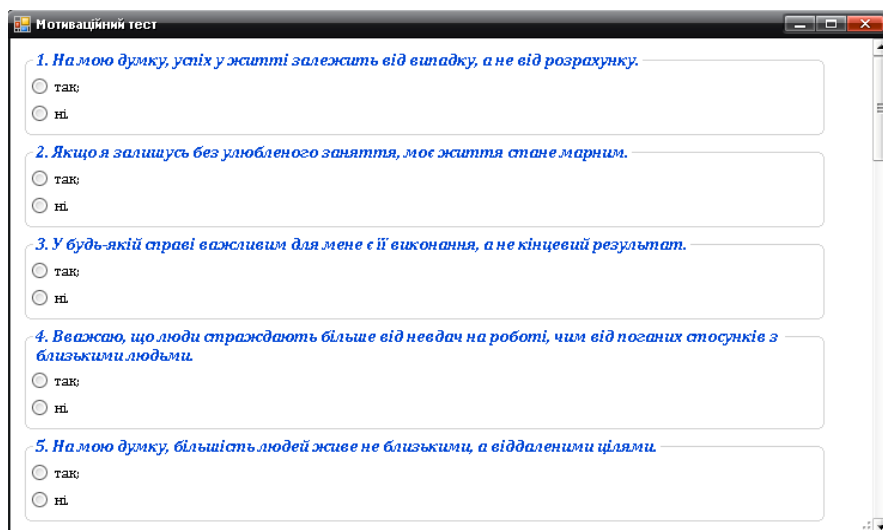 Мотиваційний тест
1. На мою думку, успіх у житті залежить від випадку, а не від розрахунку.
так;
ні.
2. Якщо я залишусь без улюбленого заняття, моє життя стане марним.
так;
ні.
3. У будь-якій справі важливим для мене є її виконання, а не кінцевий результат.
так;
ні.
4. Вважаю, що люди страждають більше від невдач на роботі, чим від поганих стосунків з
близькими людьми.
так;
ні.
5. На мою думку, більшість людей живе не близькими, а віддаленими цілями.
так;
ні.